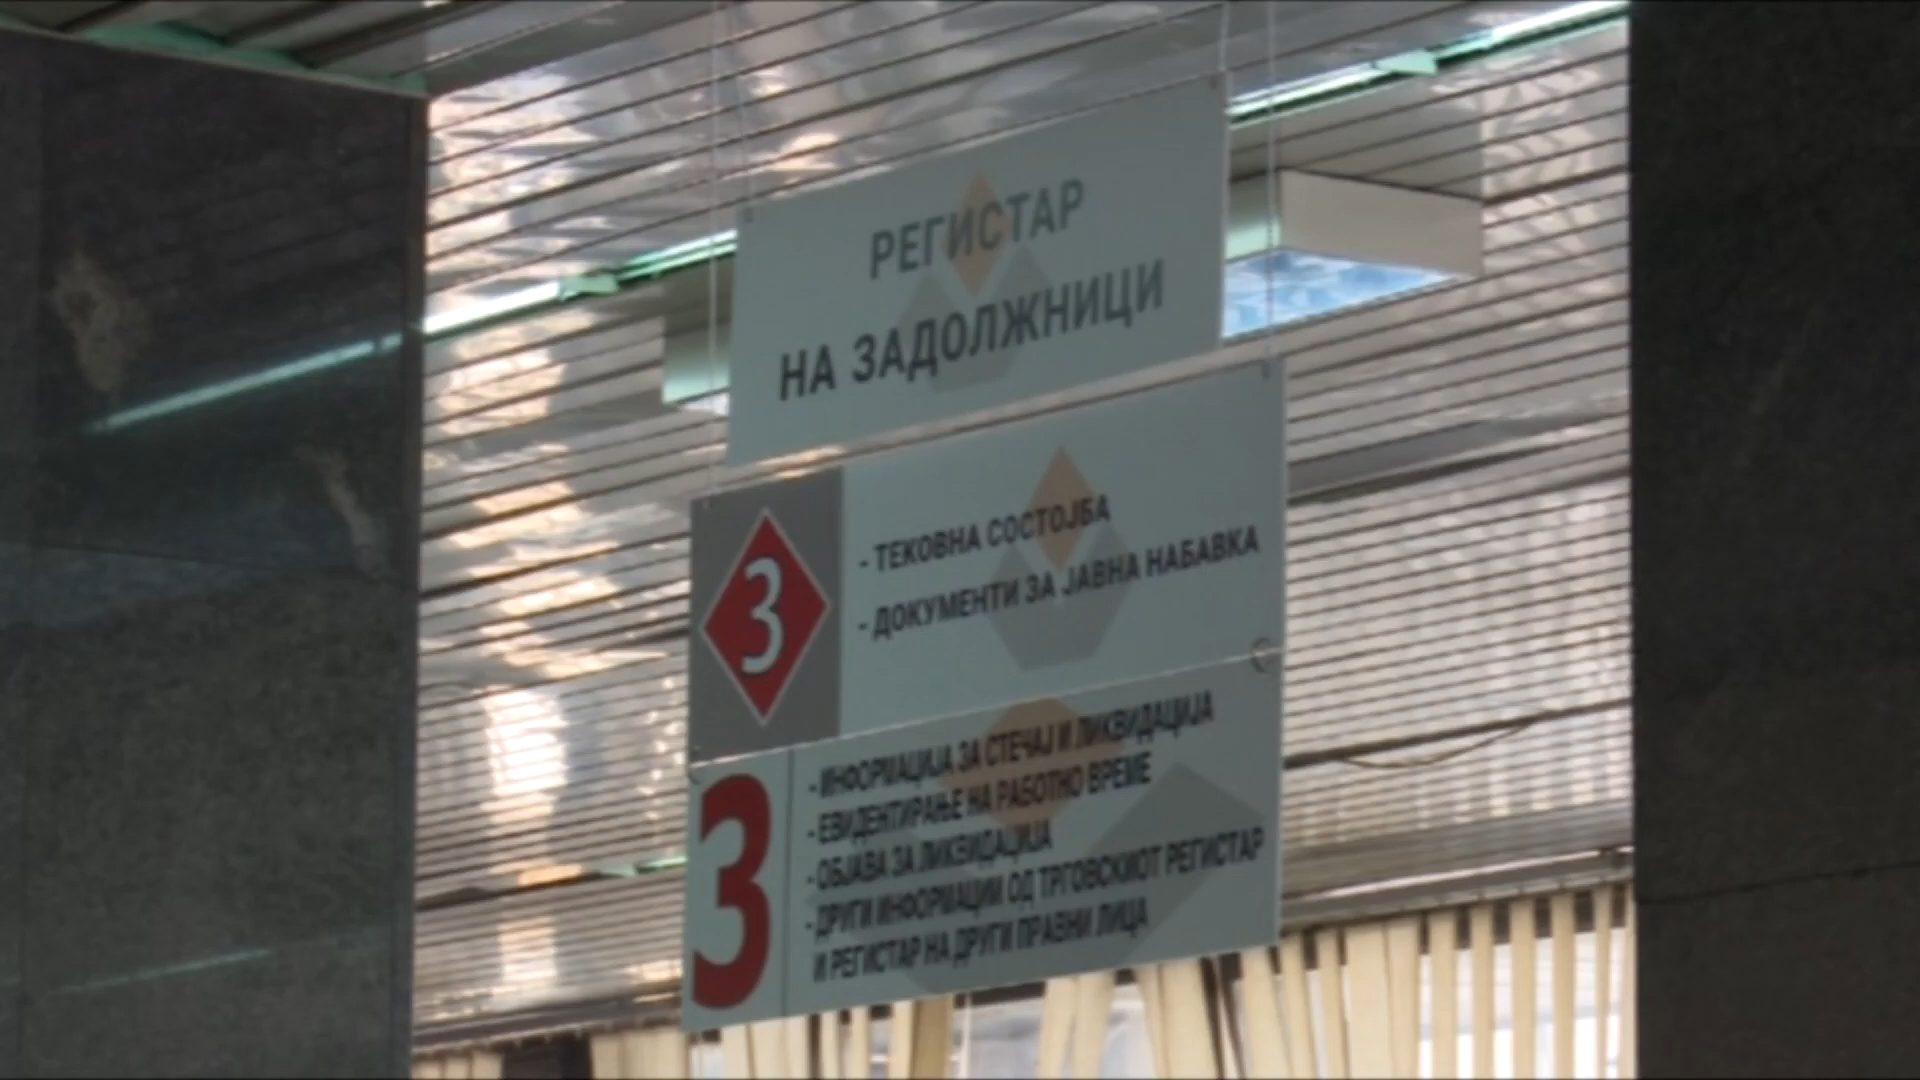 РЕГИСТАР
НА ЗАДОЛЖНИЦИ
3
- ТЕКОВНА СОСТОЈБА
- ДОКУМЕНТИ ЗА ЈАВНА НАБАВКА
3
- ИНФОРМАЦИЈА ЗА СТЕЧАЈ И ЛИКВИДАЦИЈА
- ЕВИДЕНТИРАЊЕ НА РАБОТНО ВРЕМЕ
- ОБЈАВА ЗА ЛИКВИДАЦИЈА
- ДРУГИ ИНФОРМАЦИИ ОД ТРГОВСКИОТ РЕГИСТАР
И РЕГИСТАР НА ДРУГИ ПРАВНИ ЛИЦА